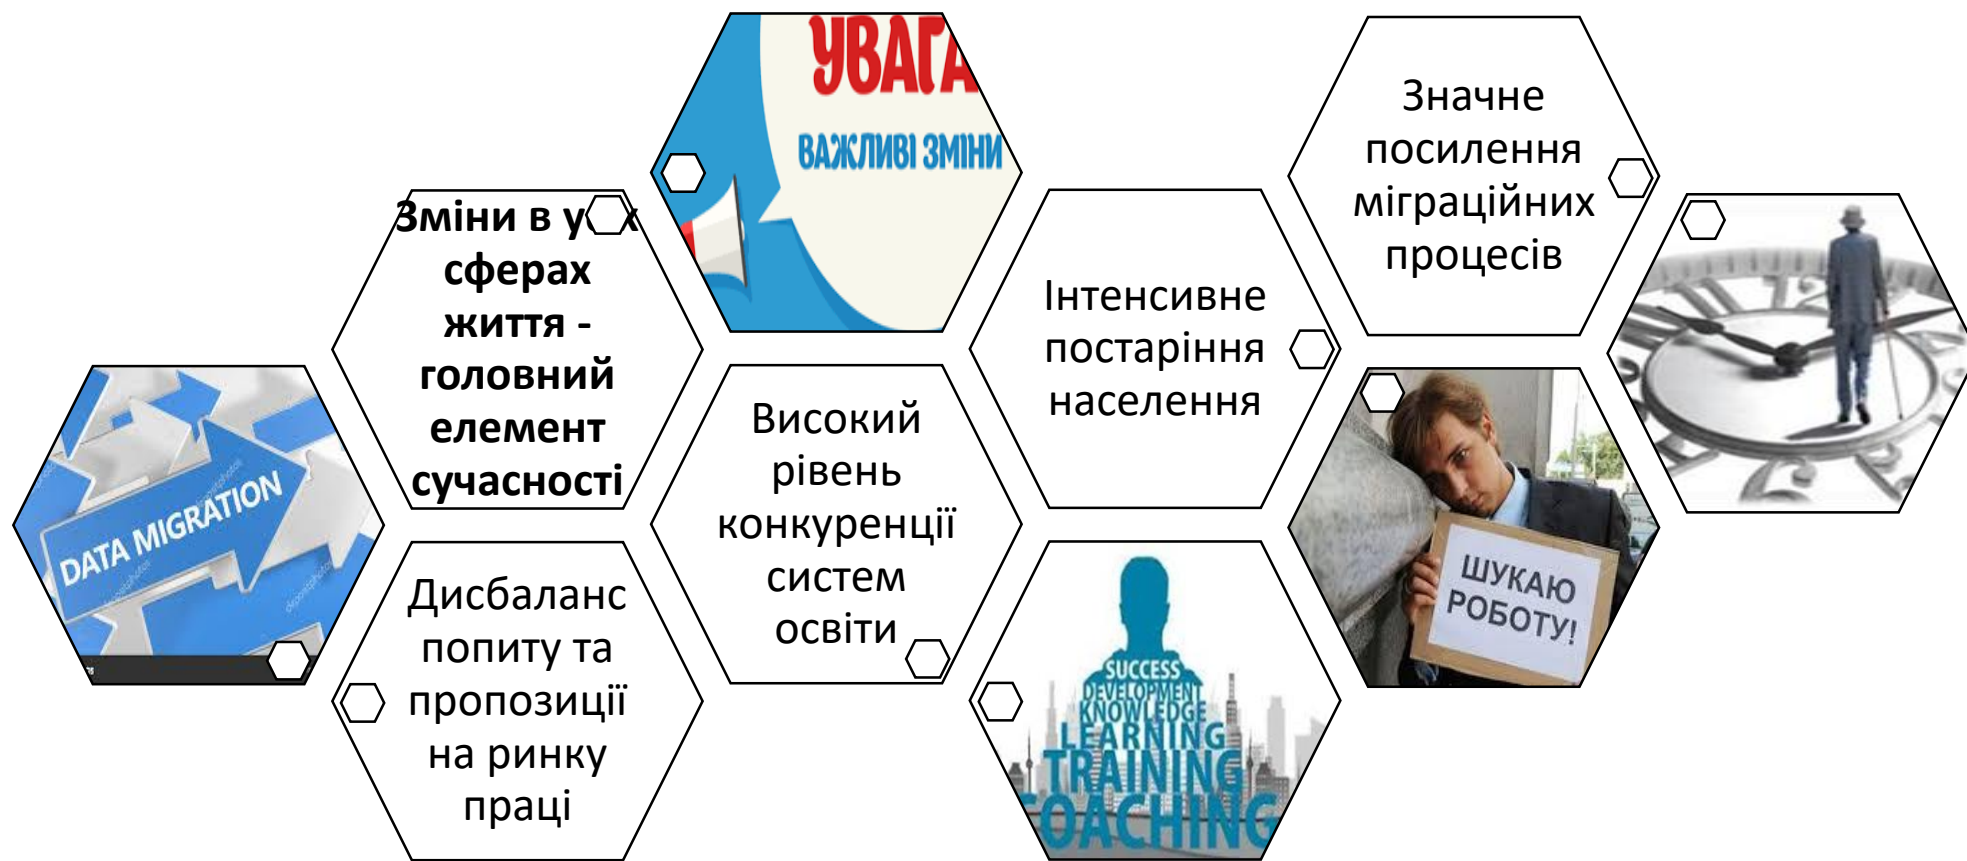 УВАГА
ВАЖЛИВІ ЗМІНИ
Значне
посилення
міграційних
процесів
Зміни в
сферах
життя -
головний
елемент
сучасності
Інтенсивне
постаріння
населення
Високий
рівень
конкуренції
систем
освіти
DATA MIGRATION
depositphotos
Дисбаланс
попиту та
пропозиції
на ринку
праці
SUCCESS
DEVELOPMENT
KNOWLEDGE
LEARNING
TRAINING
COACHING
ШУКАЮ
РОБОТУ!